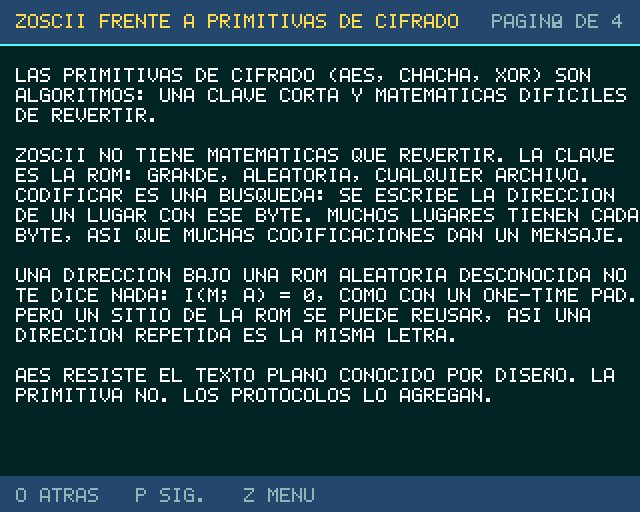 ZOSCII FRENTE A PRIMITIVAS DE CIFRADO DE 4
LAS PRIMITIVAS DE CIFRADO (AES, CHACHA, XOR) SON
ALGORITMOS: UNA CLAVE CORTA Y MATEMATICAS DIFICILES
DE REVERTIR.
ZOSCII NO TIENE MATEMATICAS QUE REVERTIR. LA CLAVE
ES LA ROM: GRANDE, ALEATORIA, CUALQUIER ARCHIVO.
CODIFICAR ES UNA BUSQUEDA: SE ESCRIBE LA DIRECCION
DE UN LUGAR CON ESE BYTE. MUCHOS LUGARES TIENEN CADA
BYTE, ASI QUE MUCHAS CODIFICACIONES DAN UN MENSAJE.
UNA DIRECCION BAJO UNA ROM ALEATORIA DESCONOCIDA NO
TE DICE NADA: I(M; A) = 0, COMO CON UN ONE-TIME PAD.
PERO UN SITIO DE LA ROM SE PUEDE REUSAR, ASI UNA
DIRECCION REPETIDA ES LA MISMA LETRA.
AES RESISTE EL TEXTO PLANO CONOCIDO POR DISEÑO. LA
PRIMITIVA NO. LOS PROTOCOLOS LO AGREGAN.
O ATRAS P SIG. Z MENU